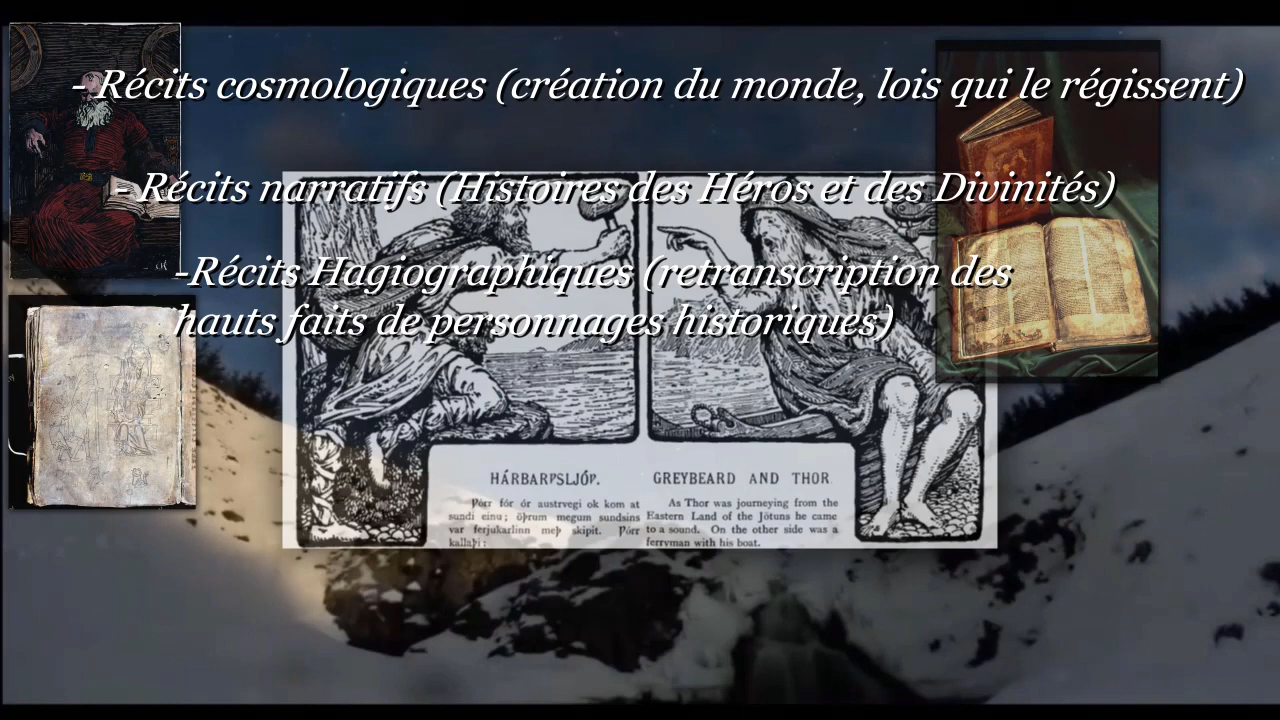 - Récits cosmologiques (création du monde, lois qui le régissent)
- Récits narratifs (Histoires des Héros et des Divinités)
-Récits Hagiographiques (retranscription des
hauts faits de personnages historiques)
HÁRBARÞSLJÓÞ.
Þórr fór ór austrvegi ok kom at
sundi einu; öþrum megum sundsins
var ferjukarlinn meþ skipit. Þórr
kallaþi:
GREYBEARD AND THOR
As Thor was journeying from the
Eastern Land of the Jötuns he came
to a sound. On the other side was a
ferryman with his boat.